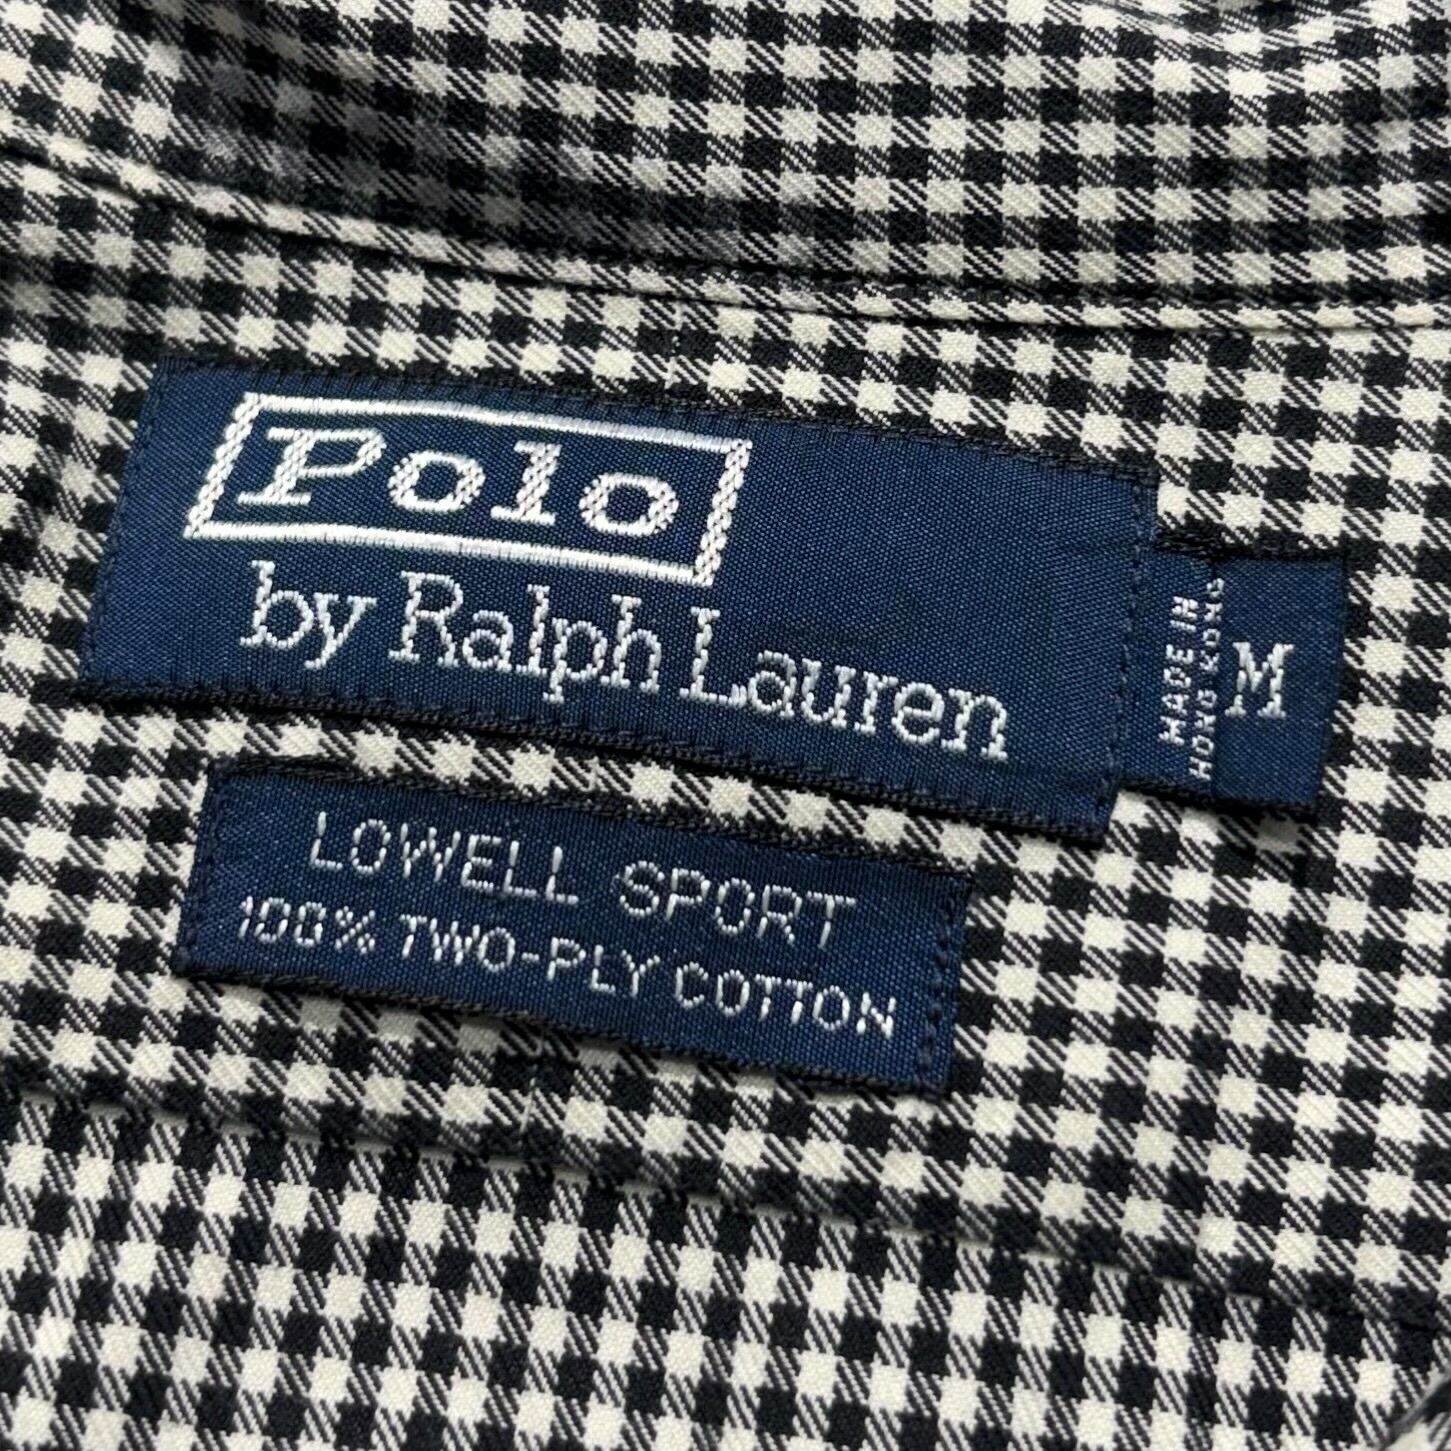 Polo
by Ralph Lauren
MADE IN
HONG KONG
M
LOWELL SPORT
100% TWO-PLY COTTON